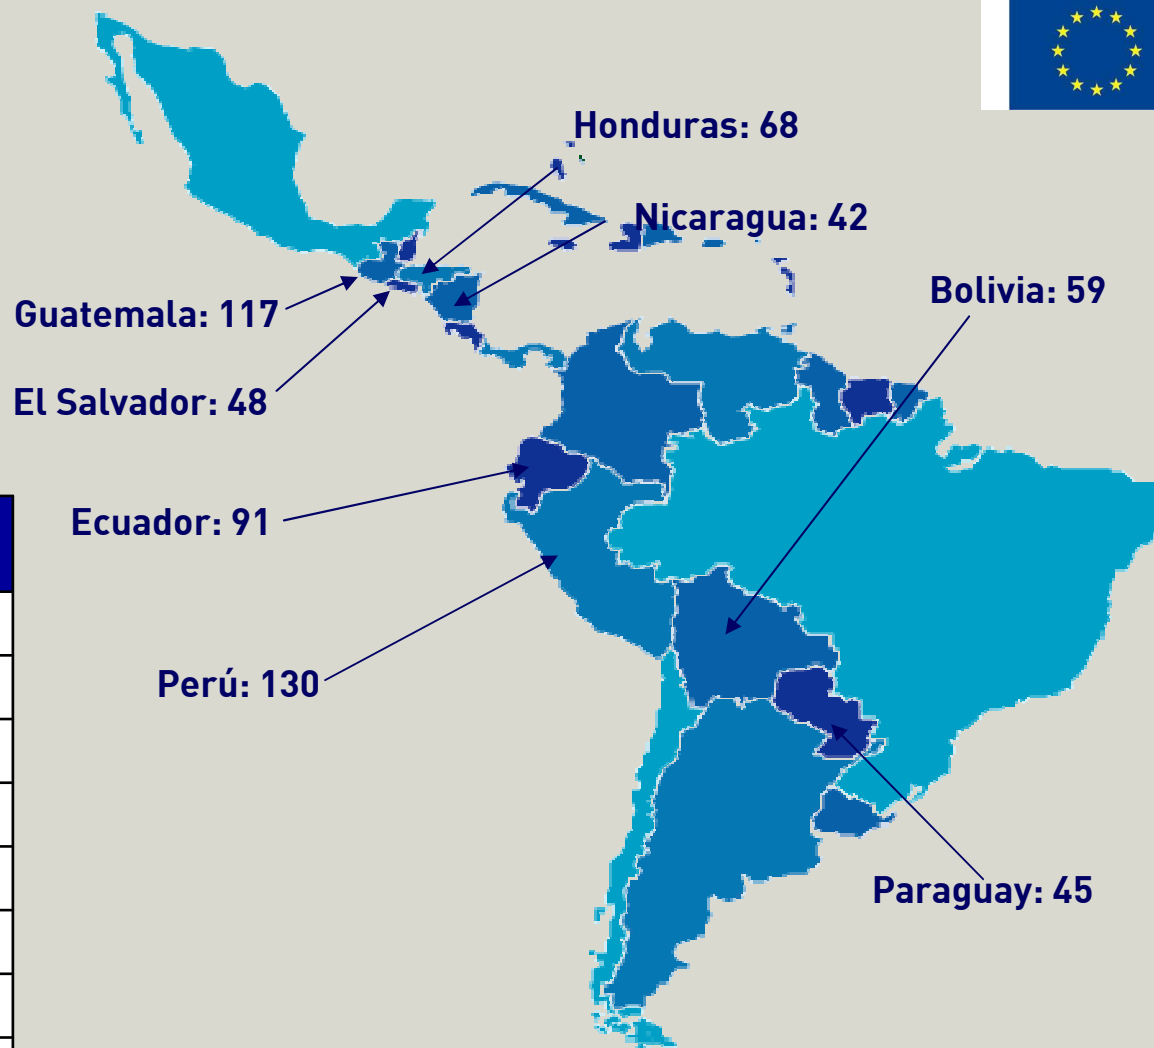 Honduras: 68
Nicaragua: 42
Bolivia: 59
Guatemala: 117
El Salvador: 48
Ecuador: 91
Perú: 130
Paraguay: 45